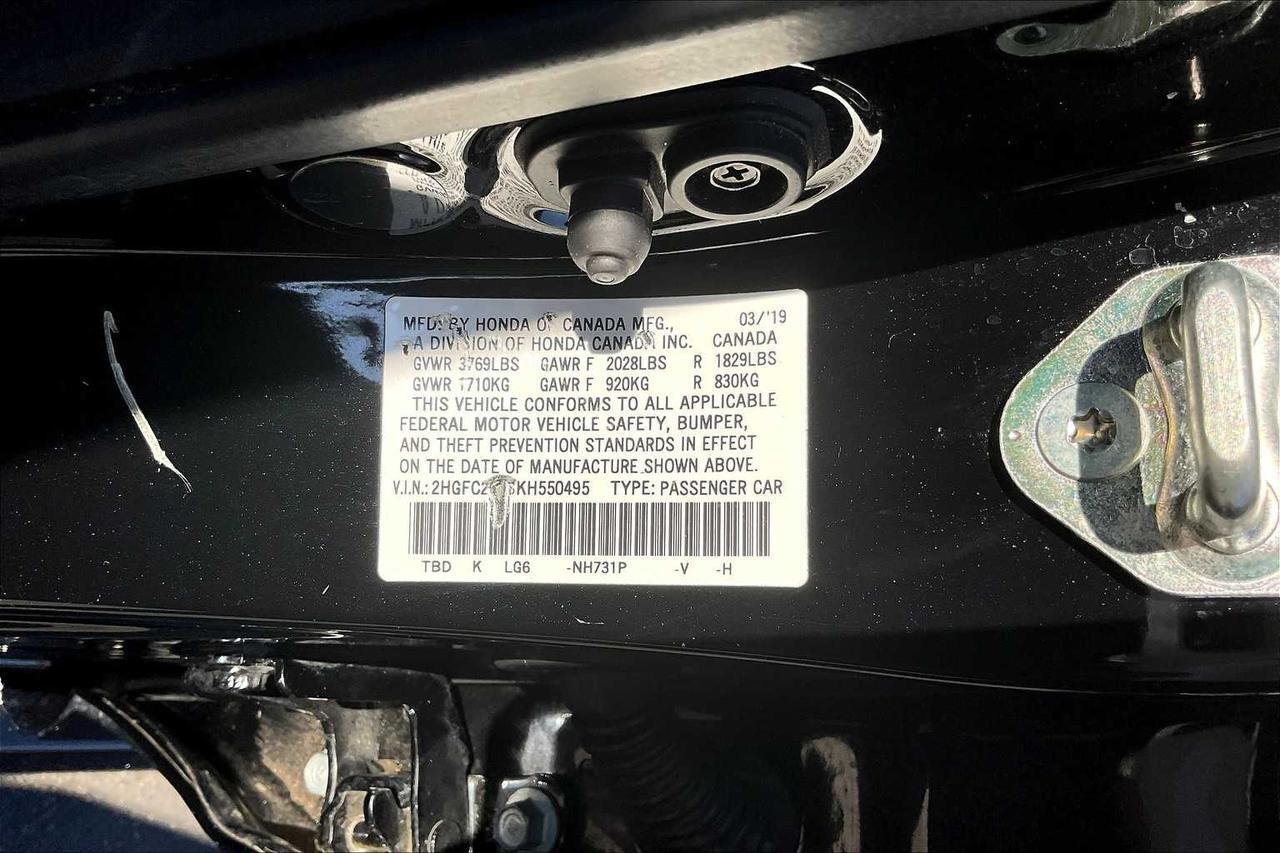 MFD. BY HONDA OF CANADA MFG., 03/'19
A DIVISION OF HONDA CANADA INC. CANADA
GVWR 3769LBS GAWR F 2028LBS R 1829LBS
GVWR 1710KG GAWR F 920KG R 830KG
THIS VEHICLE CONFORMS TO ALL APPLICABLE
FEDERAL MOTOR VEHICLE SAFETY, BUMPER,
AND THEFT PREVENTION STANDARDS IN EFFECT
ON THE DATE OF MANUFACTURE SHOWN ABOVE.
V.I.N.: TYPE: PASSENGER CAR
TBD K LG6 -NH731P -V -H